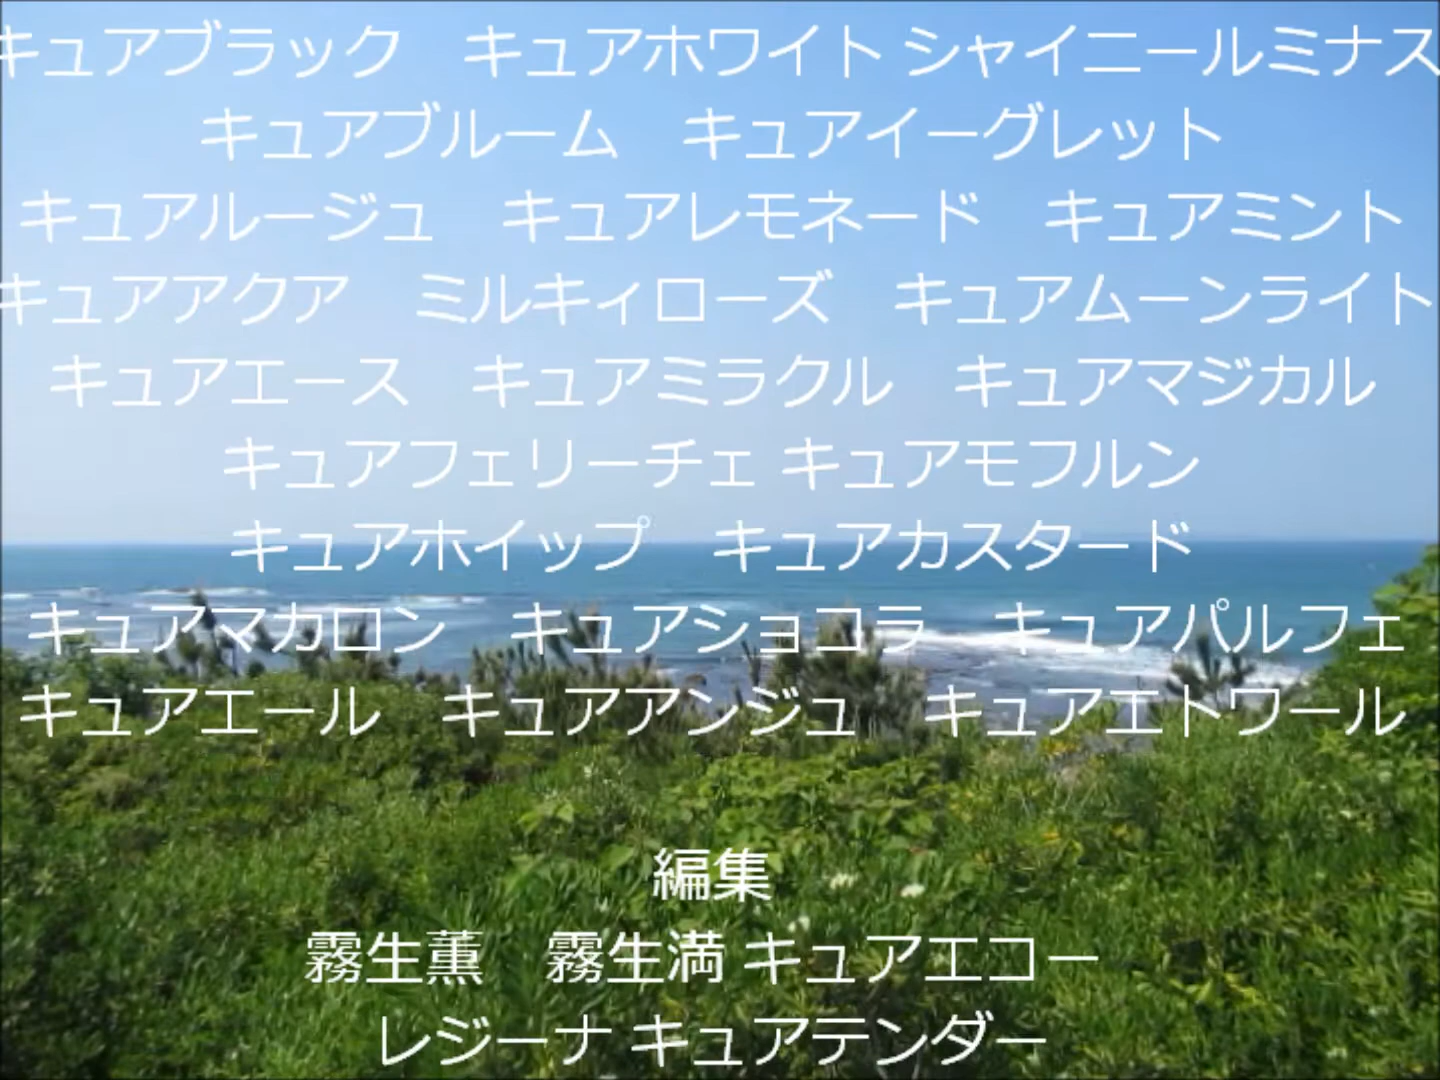 キュアブラック　キュアホワイト シャイニールミナス
キュアブルーム　キュアイーグレット
キュアルージュ　キュアレモネード　キュアミント
キュアアクア　ミルキィローズ　キュアムーンライト
キュアエース　キュアミラクル　キュアマジカル
キュアフェリーチェ キュアモフルン
キュアホイップ　キュアカスタード
キュアマカロン　キュアショコラ　キュアパルフェ
キュアエール　キュアアンジュ　キュアエトワール
編集
霧生薫　霧生満 キュアエコー
レジーナ キュアテンダー